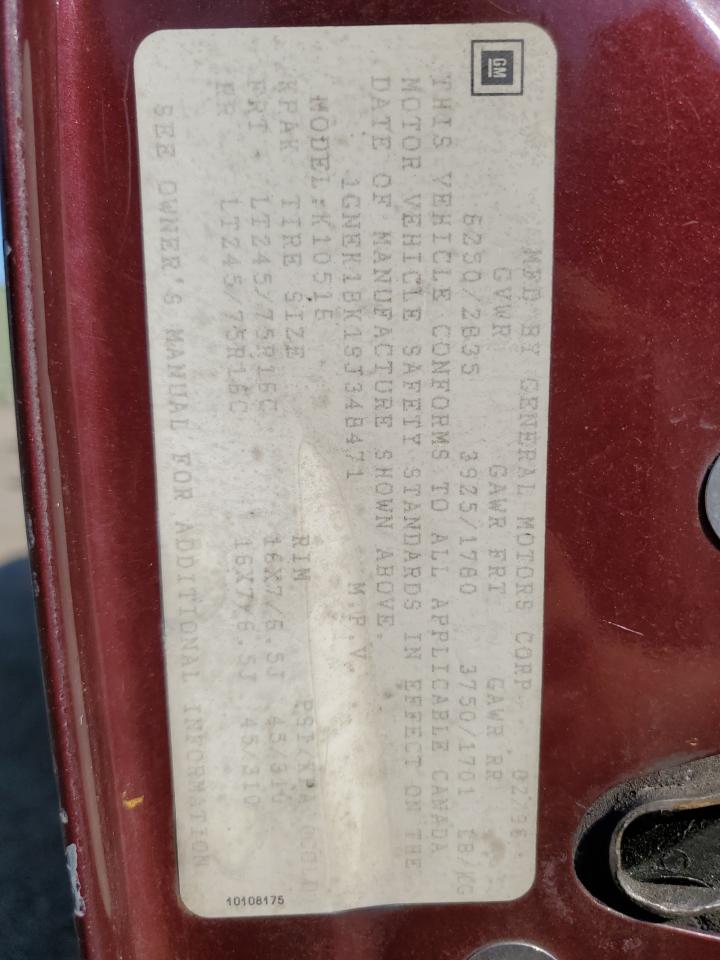 GM
MFD BY GENERAL MOTORS CORP 02/96
GVWR GAWR FRT GAWR RR
6250/2835 3925/1780 3750/1701 LB/KG
THIS VEHICLE CONFORMS TO ALL APPLICABLE CANADA
MOTOR VEHICLE SAFETY STANDARDS IN EFFECT ON THE
DATE OF MANUFACTURE SHOWN ABOVE.
1GNEK18K1SJ348471 M.P.V.
MODEL:K10516
XPAK TIRE SIZE RIM PSI/KPA COLD
FRT LT245/75R16C 16X7/6.5J 45/310
RR LT245/75R16C 16X7/6.5J 45/310
SEE OWNER'S MANUAL FOR ADDITIONAL INFORMATION
10108175